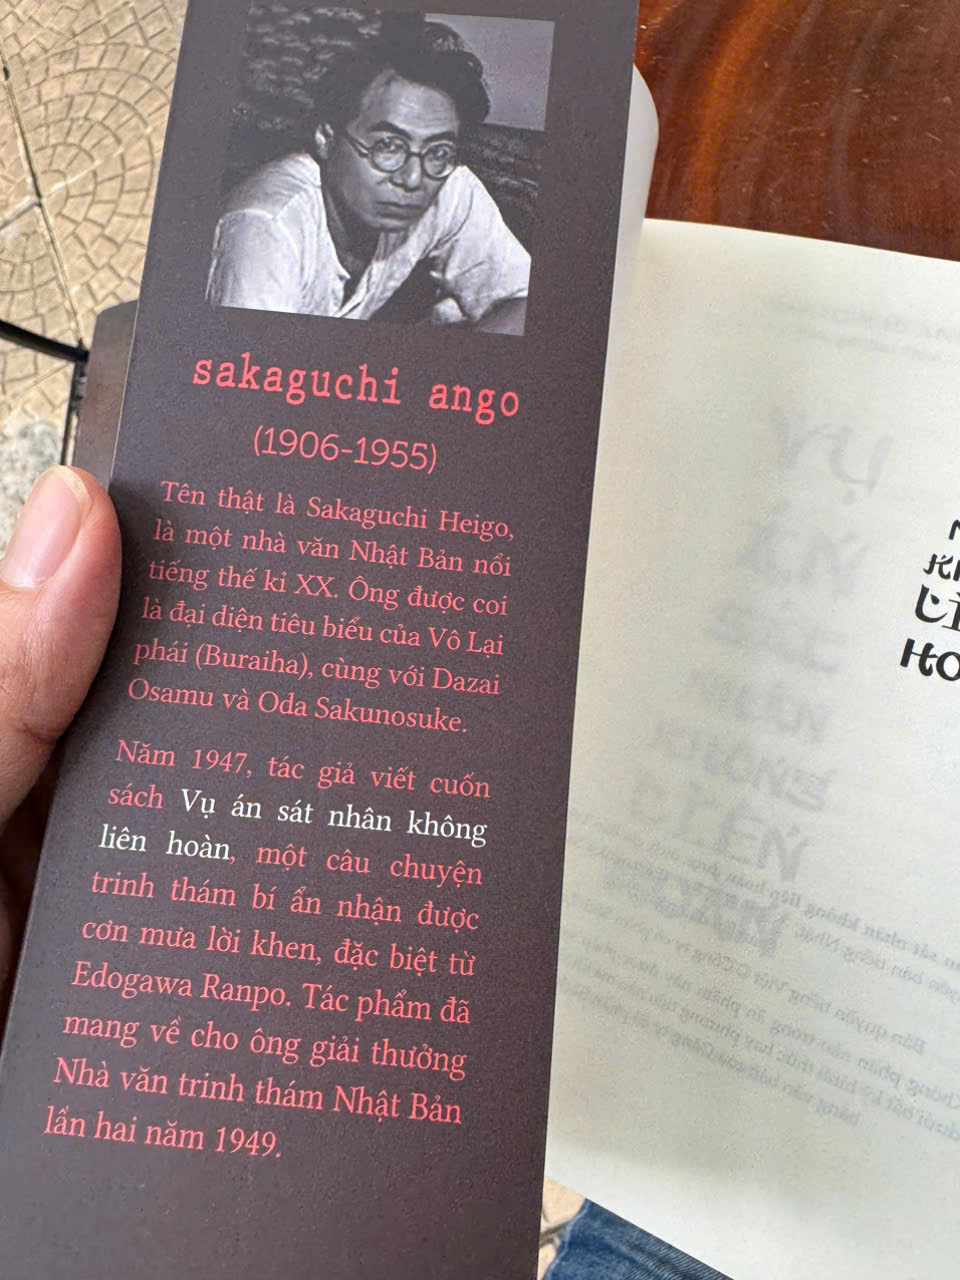 sakaguchi ango
(1906-1955)
Tên thật là Sakaguchi Heigo,
là một nhà văn Nhật Bản nổi
tiếng thế kỉ XX. Ông được coi
là đại diện tiêu biểu của Vô Lại
phái (Buraiha), cùng với Dazai
Osamu và Oda Sakunosuke.
Năm 1947, tác giả viết cuốn
sách Vụ án sát nhân không
liên hoàn, một câu chuyện
trinh thám bí ẩn nhận được
cơn mưa lời khen, đặc biệt từ
Edogawa Ranpo. Tác phẩm đã
mang về cho ông giải thưởng
Nhà văn trinh thám Nhật Bản
lần hai năm 1949.
HO